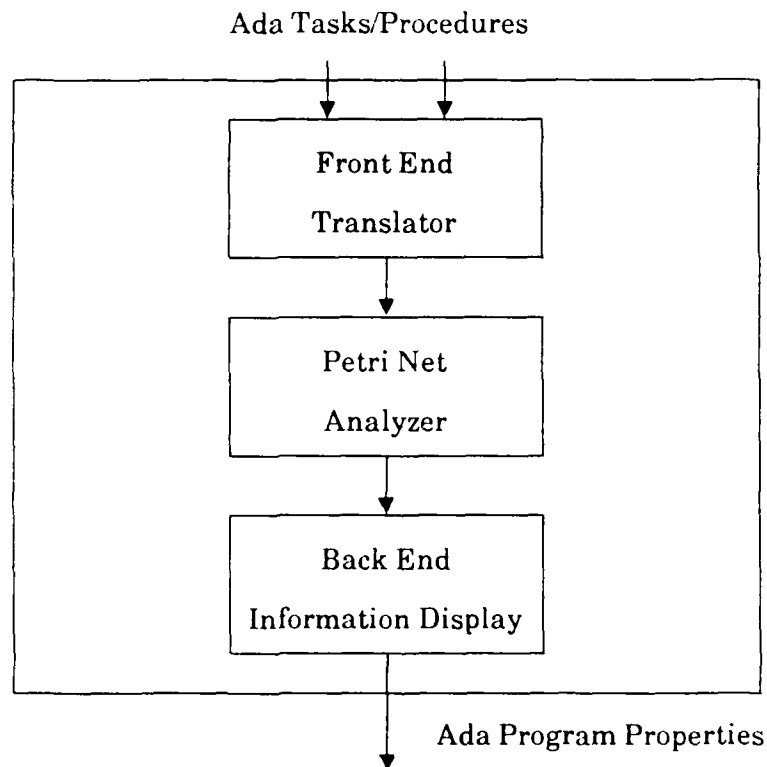 Ada Tasks/Procedures
Front End
Translator
Petri Net
Analyzer
Back End
Information Display
Ada Program Properties